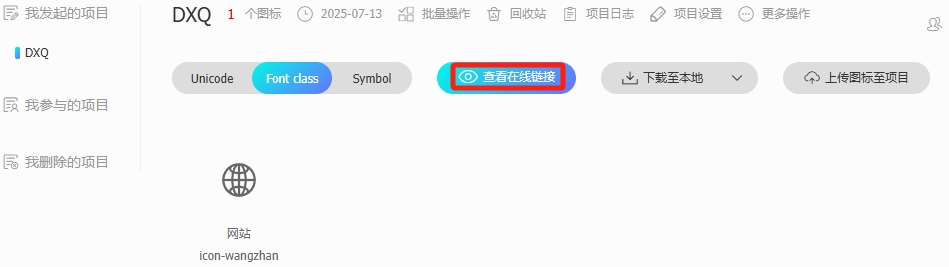 我发起的项目
DXQ
我参与的项目
我删除的项目
DXQ 1 个图标 2025-07-13 批量操作 回收站 项目日志 项目设置 更多操作
Unicode Font class Symbol 查看在线链接 下载至本地 上传图标至项目
网站
icon-wangzhan